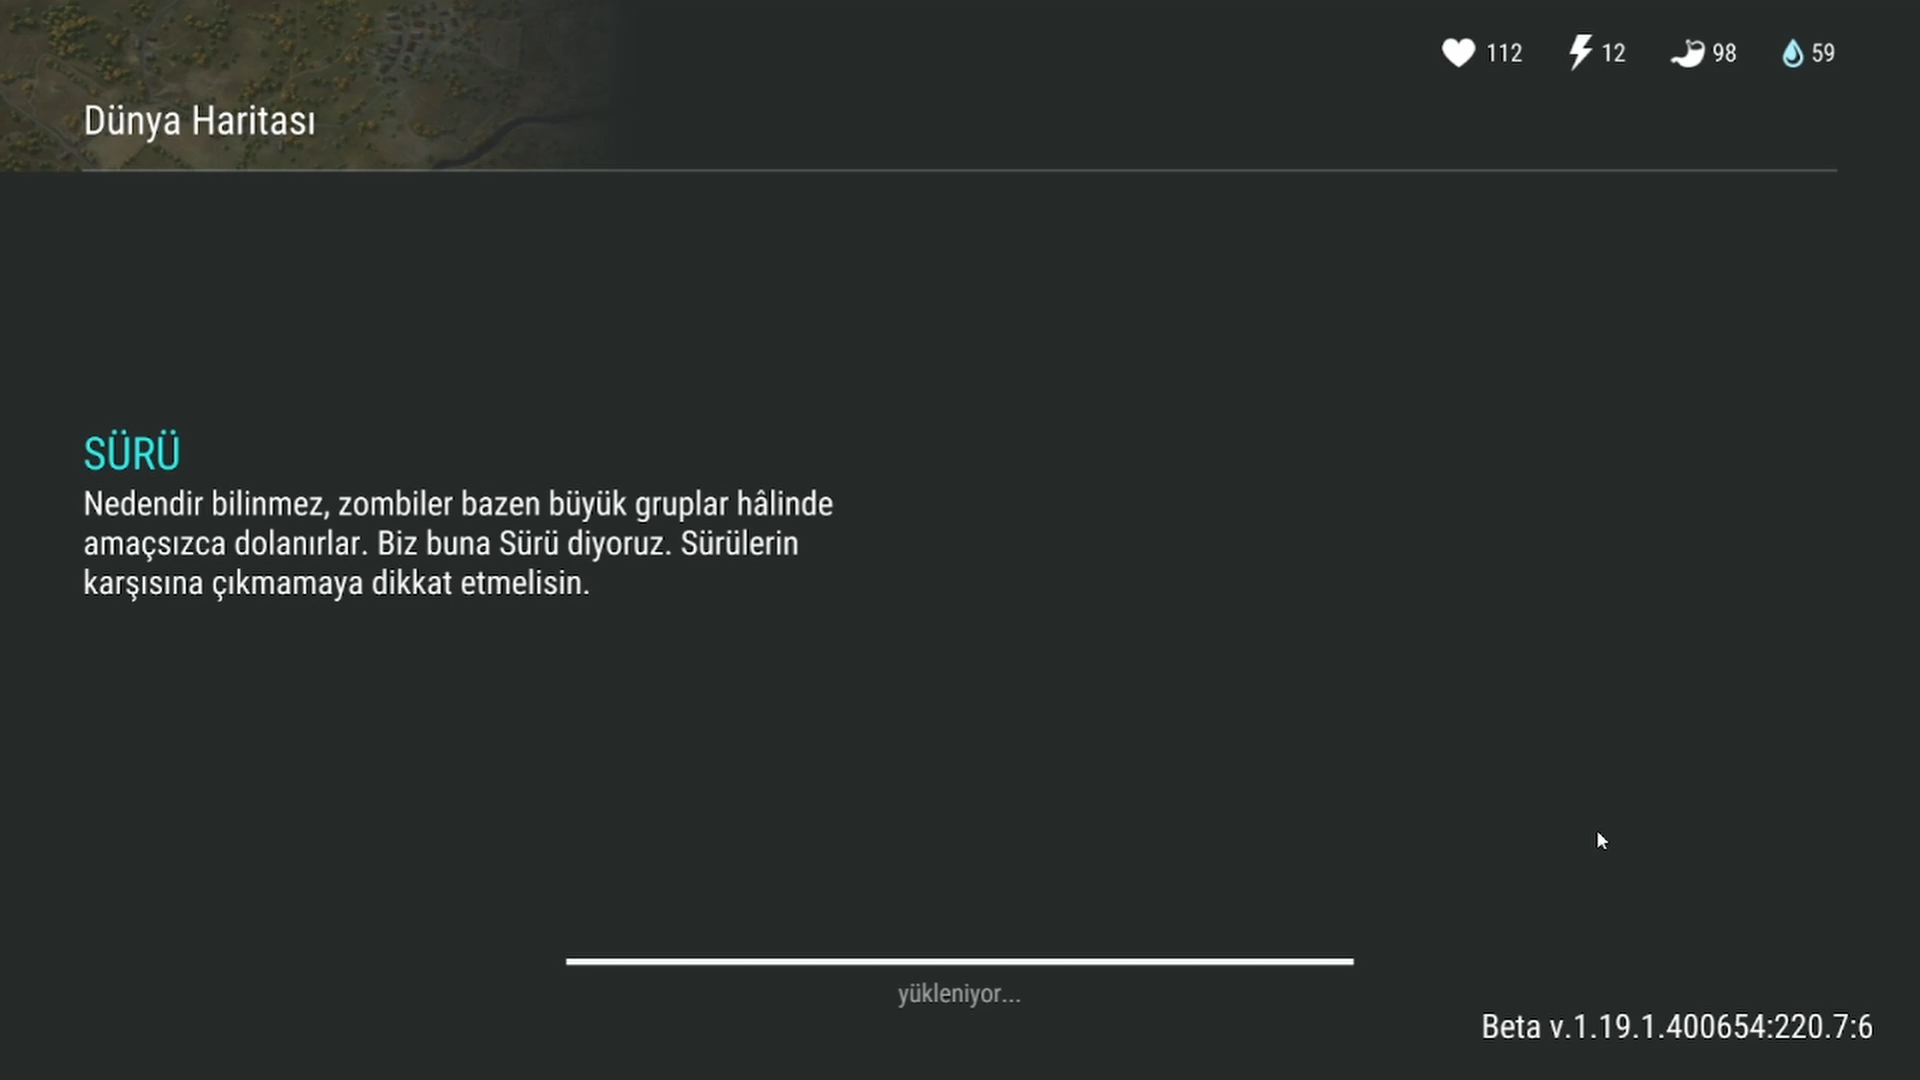 112 12 98 59
Dünya Haritası
SÜRÜ
Nedendir bilinmez, zombiler bazen büyük gruplar hâlinde
amaçsızca dolanırlar. Biz buna Sürü diyoruz. Sürülerin
karşısına çıkmamaya dikkat etmelisin.
yükleniyor...
Beta v.1.19.1.400654:220.7:6